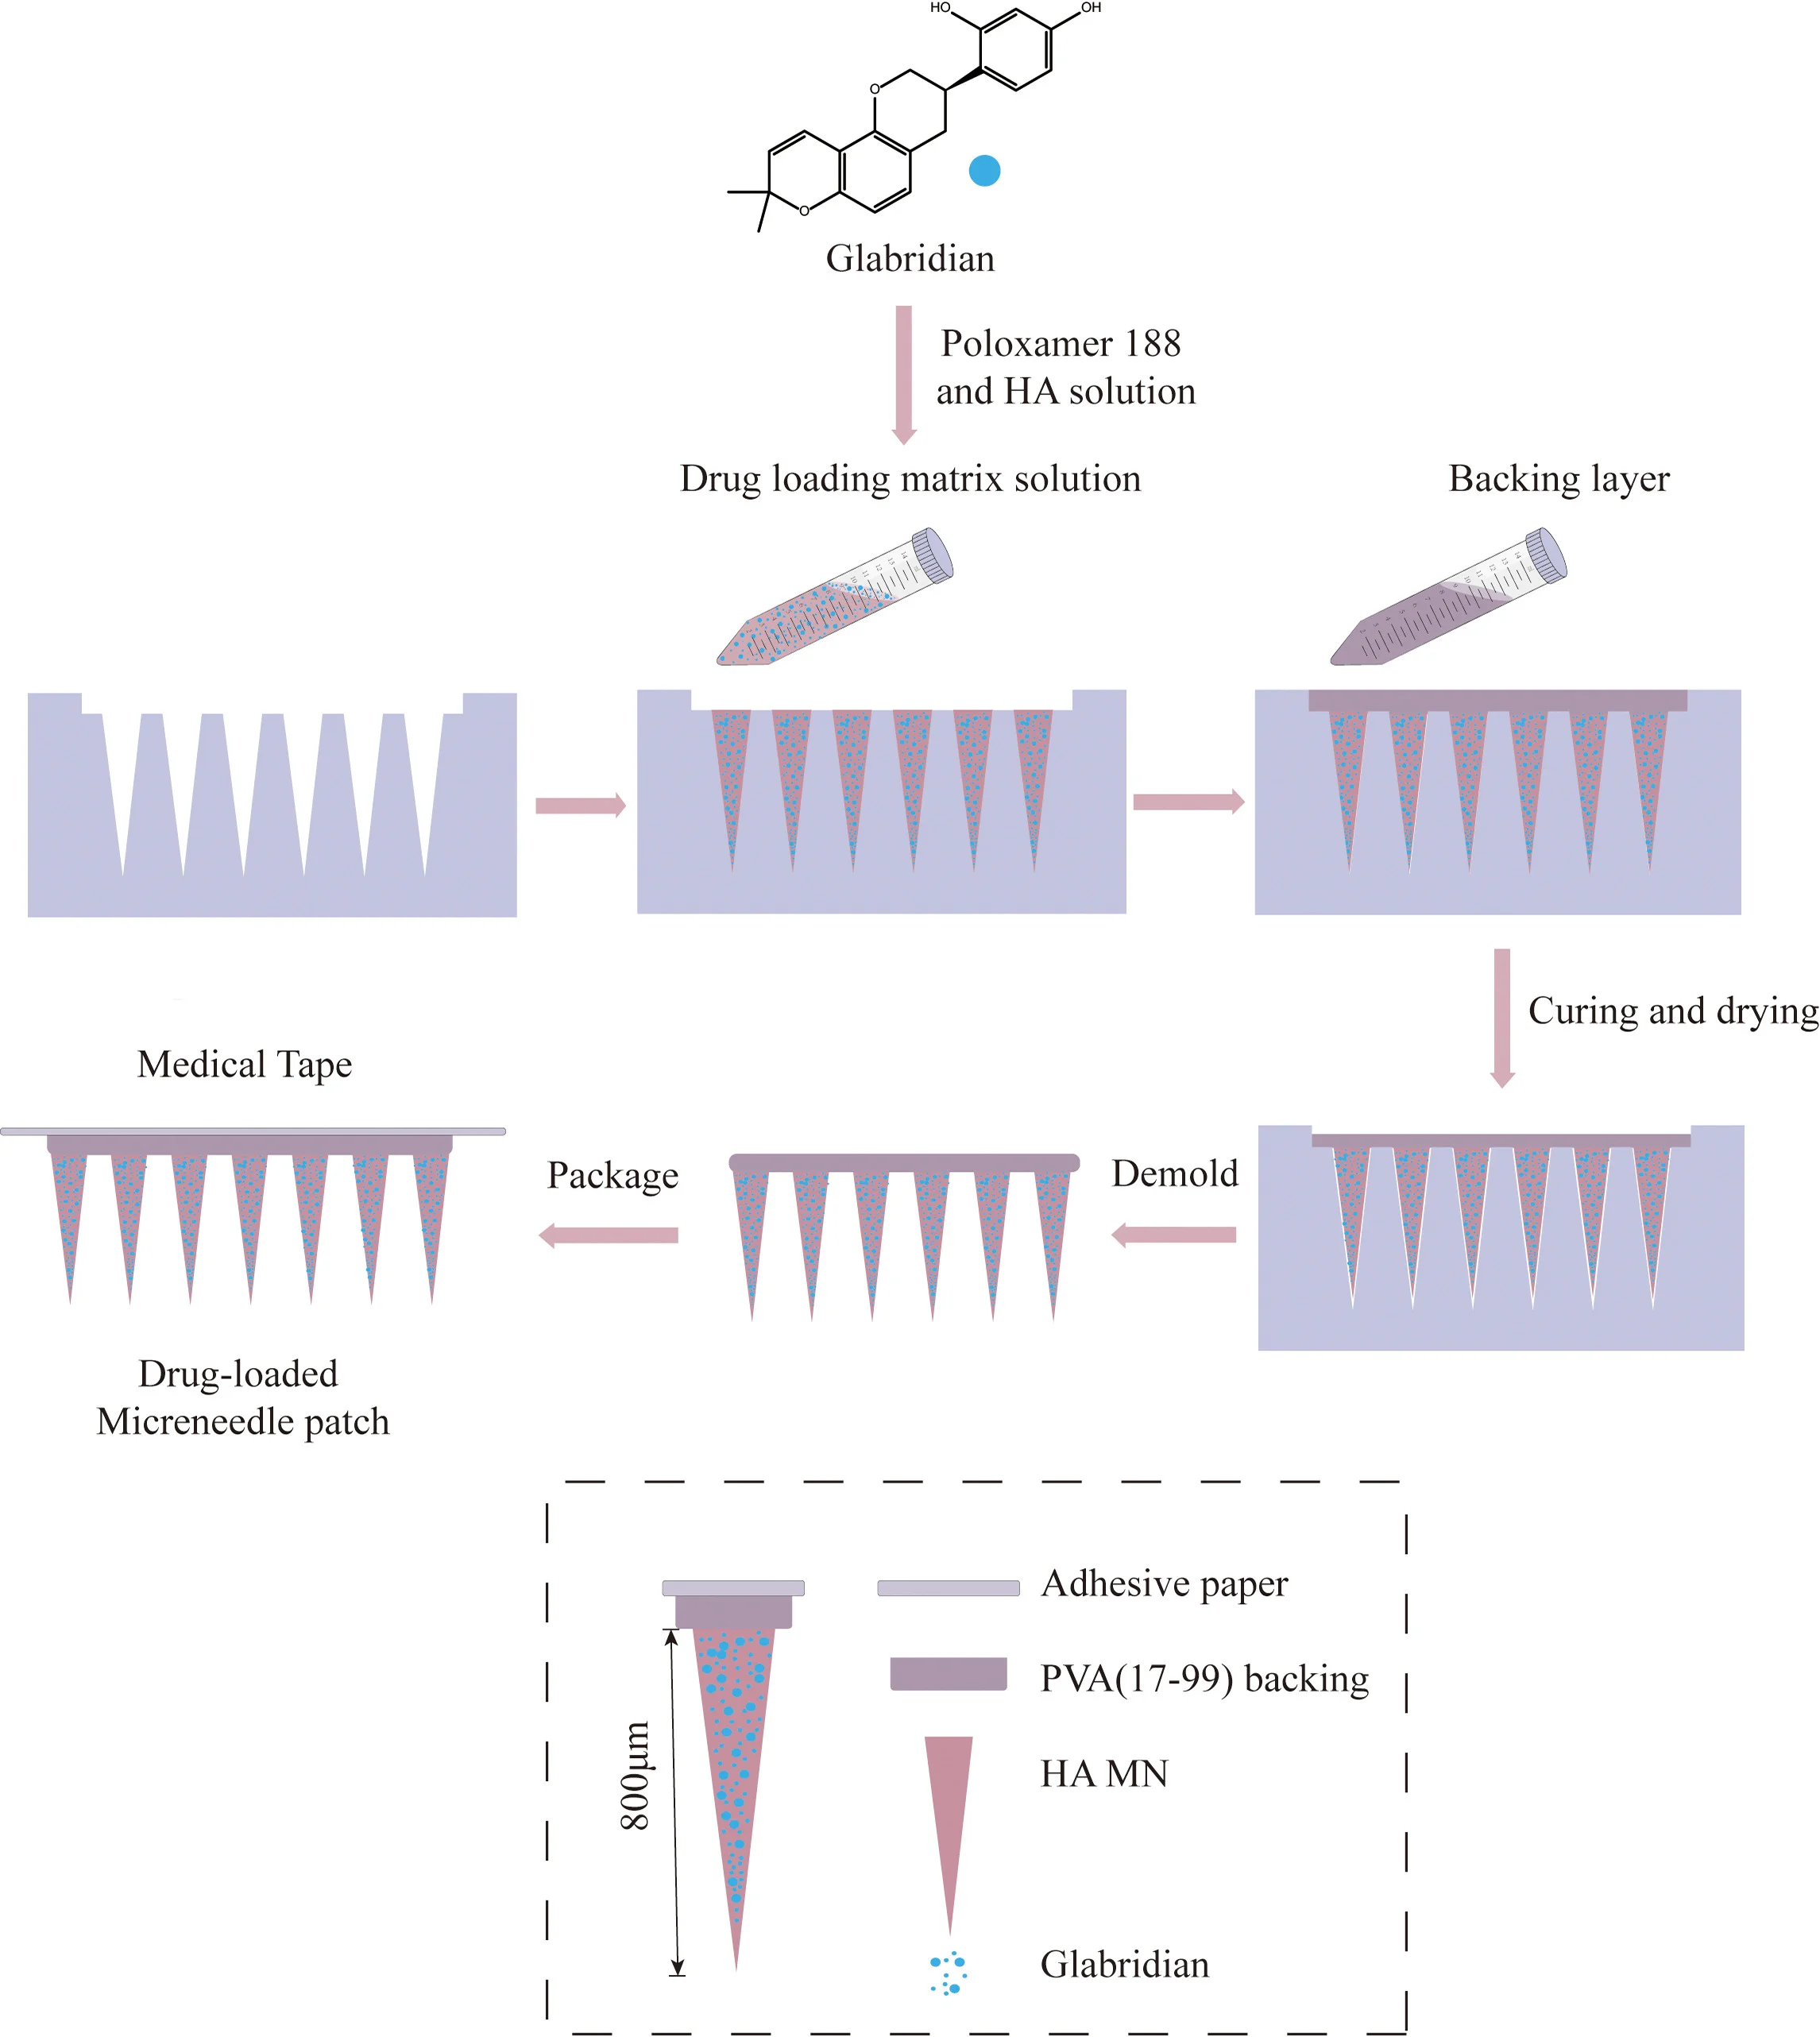 HO
OH
O
O
Glabridian
Poloxamer 188
and HA solution
Drug loading matrix solution
Backing layer
Curing and drying
Medical Tape
Package
Demold
Drug-loaded
Micreneedle patch
800μm
Adhesive paper
PVA(17-99) backing
HA MN
Glabridian